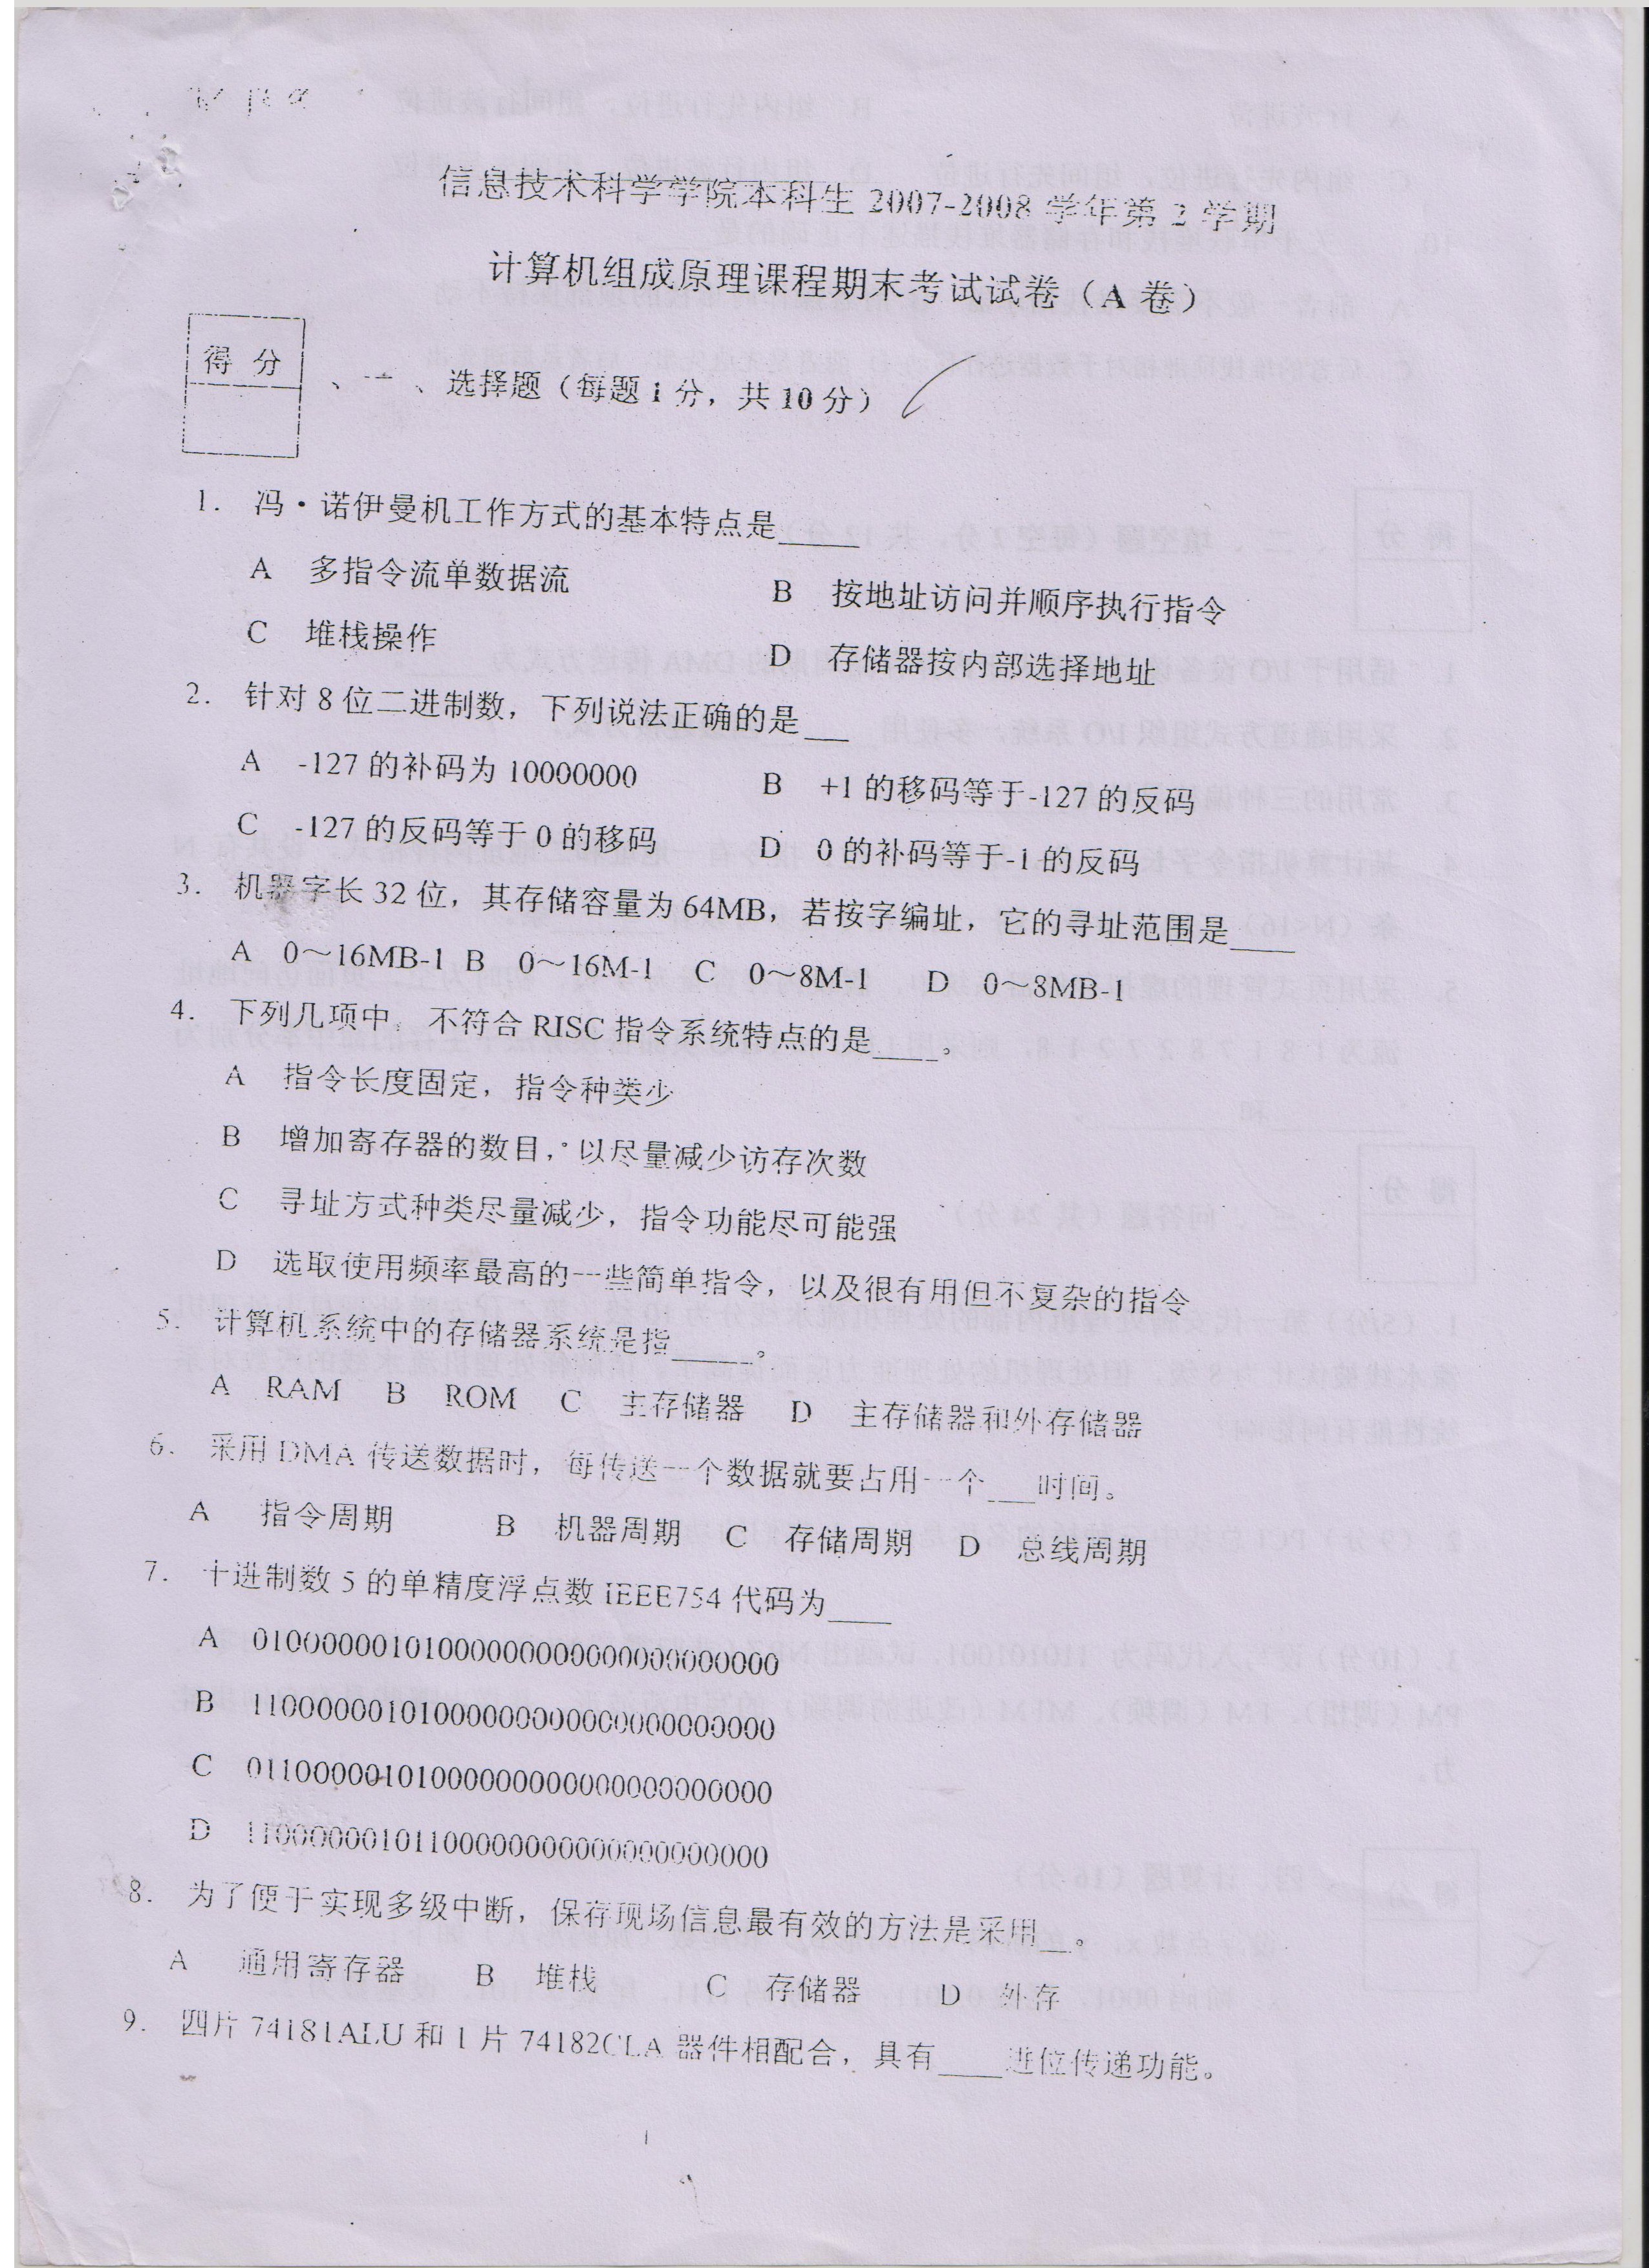 信息技术科学学院本科生 2007-2008 学年第 2 学期
计算机组成原理课程期末考试试卷（A 卷）
得 分
、一、选择题（每题 1 分，共 10 分）
1. 冯·诺伊曼机工作方式的基本特点是____
A 多指令流单数据流 B 按地址访问并顺序执行指令
C 堆栈操作 D 存储器按内部选择地址
2. 针对 8 位二进制数，下列说法正确的是__
A -127 的补码为 10000000 B +1 的移码等于-127 的反码
C -127 的反码等于 0 的移码 D 0 的补码等于-1 的反码
3. 机器字长 32 位，其存储容量为 64MB，若按字编址，它的寻址范围是____
A 0～16MB-1 B 0～16M-1 C 0～8M-1 D 0～8MB-1
4. 下列几项中，不符合 RISC 指令系统特点的是___。
A 指令长度固定，指令种类少
B 增加寄存器的数目，以尽量减少访存次数
C 寻址方式种类尽量减少，指令功能尽可能强
D 选取使用频率最高的一些简单指令，以及很有用但不复杂的指令
5. 计算机系统中的存储器系统是指_____。
A RAM B ROM C 主存储器 D 主存储器和外存储器
6. 采用 DMA 传送数据时，每传送一个数据就要占用一个___时间。
A 指令周期 B 机器周期 C 存储周期 D 总线周期
7. 十进制数 5 的单精度浮点数 IEEE754 代码为____
A 01000000101000000000000000000000
B 11000000101000000000000000000000
C 01100000101000000000000000000000
D 11000000101100000000000000000000
8. 为了便于实现多级中断，保存现场信息最有效的方法是采用__。
A 通用寄存器 B 堆栈 C 存储器 D 外存
9. 四片 74181ALU 和 1 片 74182CLA 器件相配合，具有____进位传递功能。
1